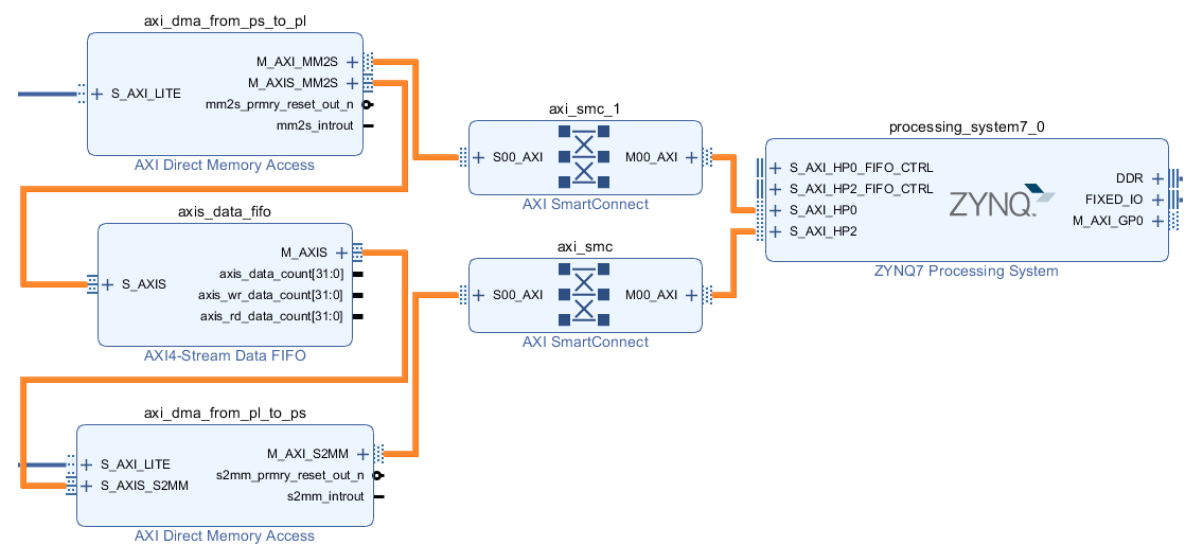 axi_dma_from_ps_to_pl
M_AXI_MM2S
M_AXIS_MM2S
S_AXI_LITE
mm2s_prmry_reset_out_n
mm2s_introut
AXI Direct Memory Access
axis_data_fifo
M_AXIS
axis_data_count[31:0]
S_AXIS
axis_wr_data_count[31:0]
axis_rd_data_count[31:0]
AXI4-Stream Data FIFO
axi_dma_from_pl_to_ps
M_AXI_S2MM
S_AXI_LITE
s2mm_prmry_reset_out_n
S_AXIS_S2MM
s2mm_introut
AXI Direct Memory Access
axi_smc_1
S00_AXI
M00_AXI
AXI SmartConnect
axi_smc
S00_AXI
M00_AXI
AXI SmartConnect
processing_system7_0
S_AXI_HP0_FIFO_CTRL
S_AXI_HP2_FIFO_CTRL
S_AXI_HP0
S_AXI_HP2
ZYNQ
DDR
FIXED_IO
M_AXI_GP0
ZYNQ7 Processing System